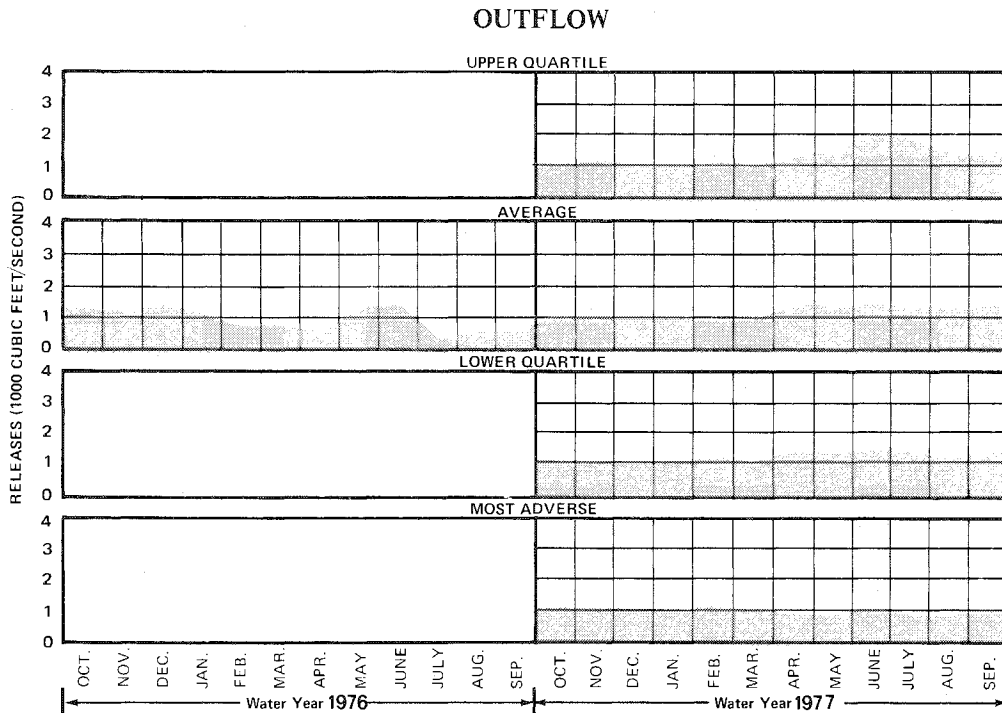 OUTFLOW
UPPER QUARTILE
4
3
2
1
0
AVERAGE
4
3
2
1
0
LOWER QUARTILE
4
3
2
1
0
MOST ADVERSE
4
3
2
1
0
RELEASES (1000 CUBIC FEET/SECOND)
OCT. NOV. DEC. JAN. FEB. MAR. APR. MAY JUNE JULY AUG. SEP. OCT. NOV. DEC. JAN. FEB. MAR. APR. MAY JUNE JULY AUG. SEP.
Water Year 1976 Water Year 1977